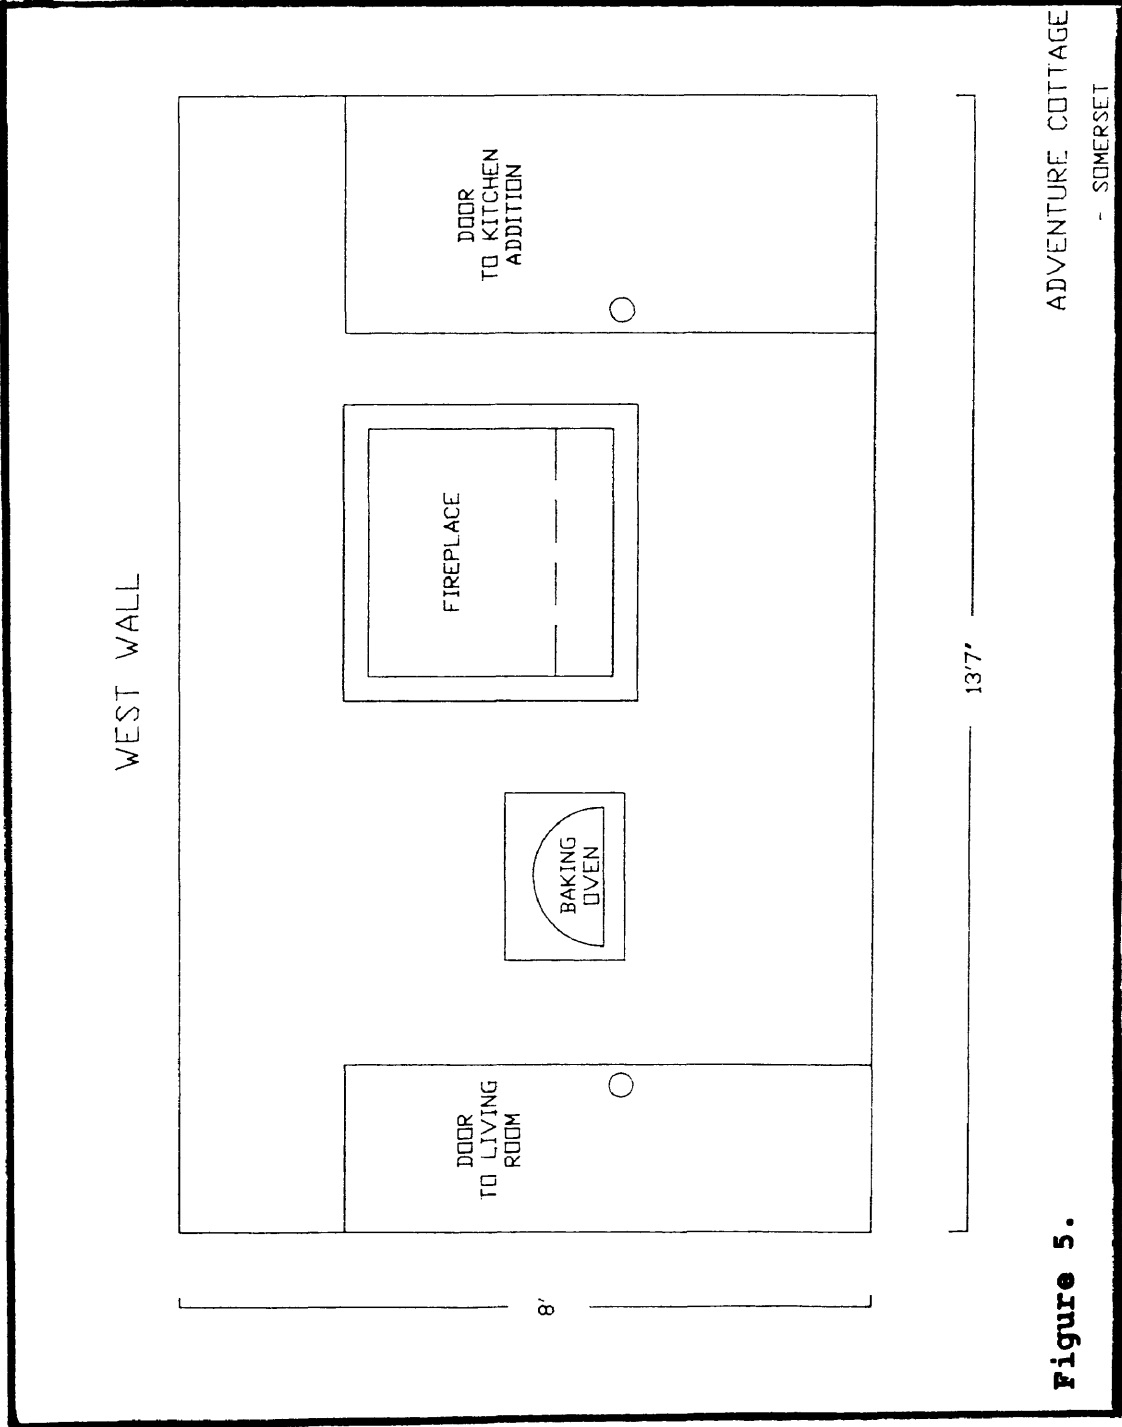 WEST WALL
DOOR
TO LIVING
ROOM
BAKING
OVEN
FIREPLACE
DOOR
TO KITCHEN
ADDITION
8'
13'7"
Figure 5.
ADVENTURE COTTAGE
- SOMERSET